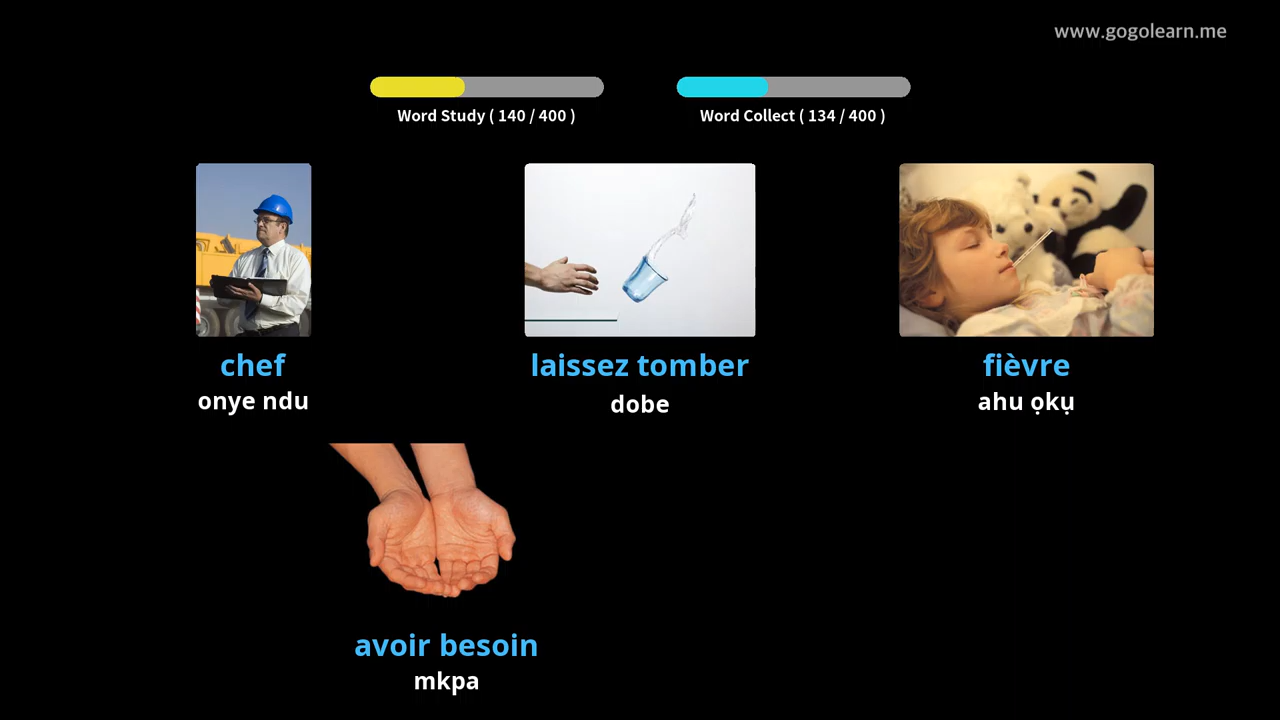 www.gogolearn.me
Word Study ( 140 / 400 )
Word Collect ( 134 / 400 )
chef
onye ndu
laissez tomber
dobe
fièvre
ahu ọkụ
avoir besoin
mkpa